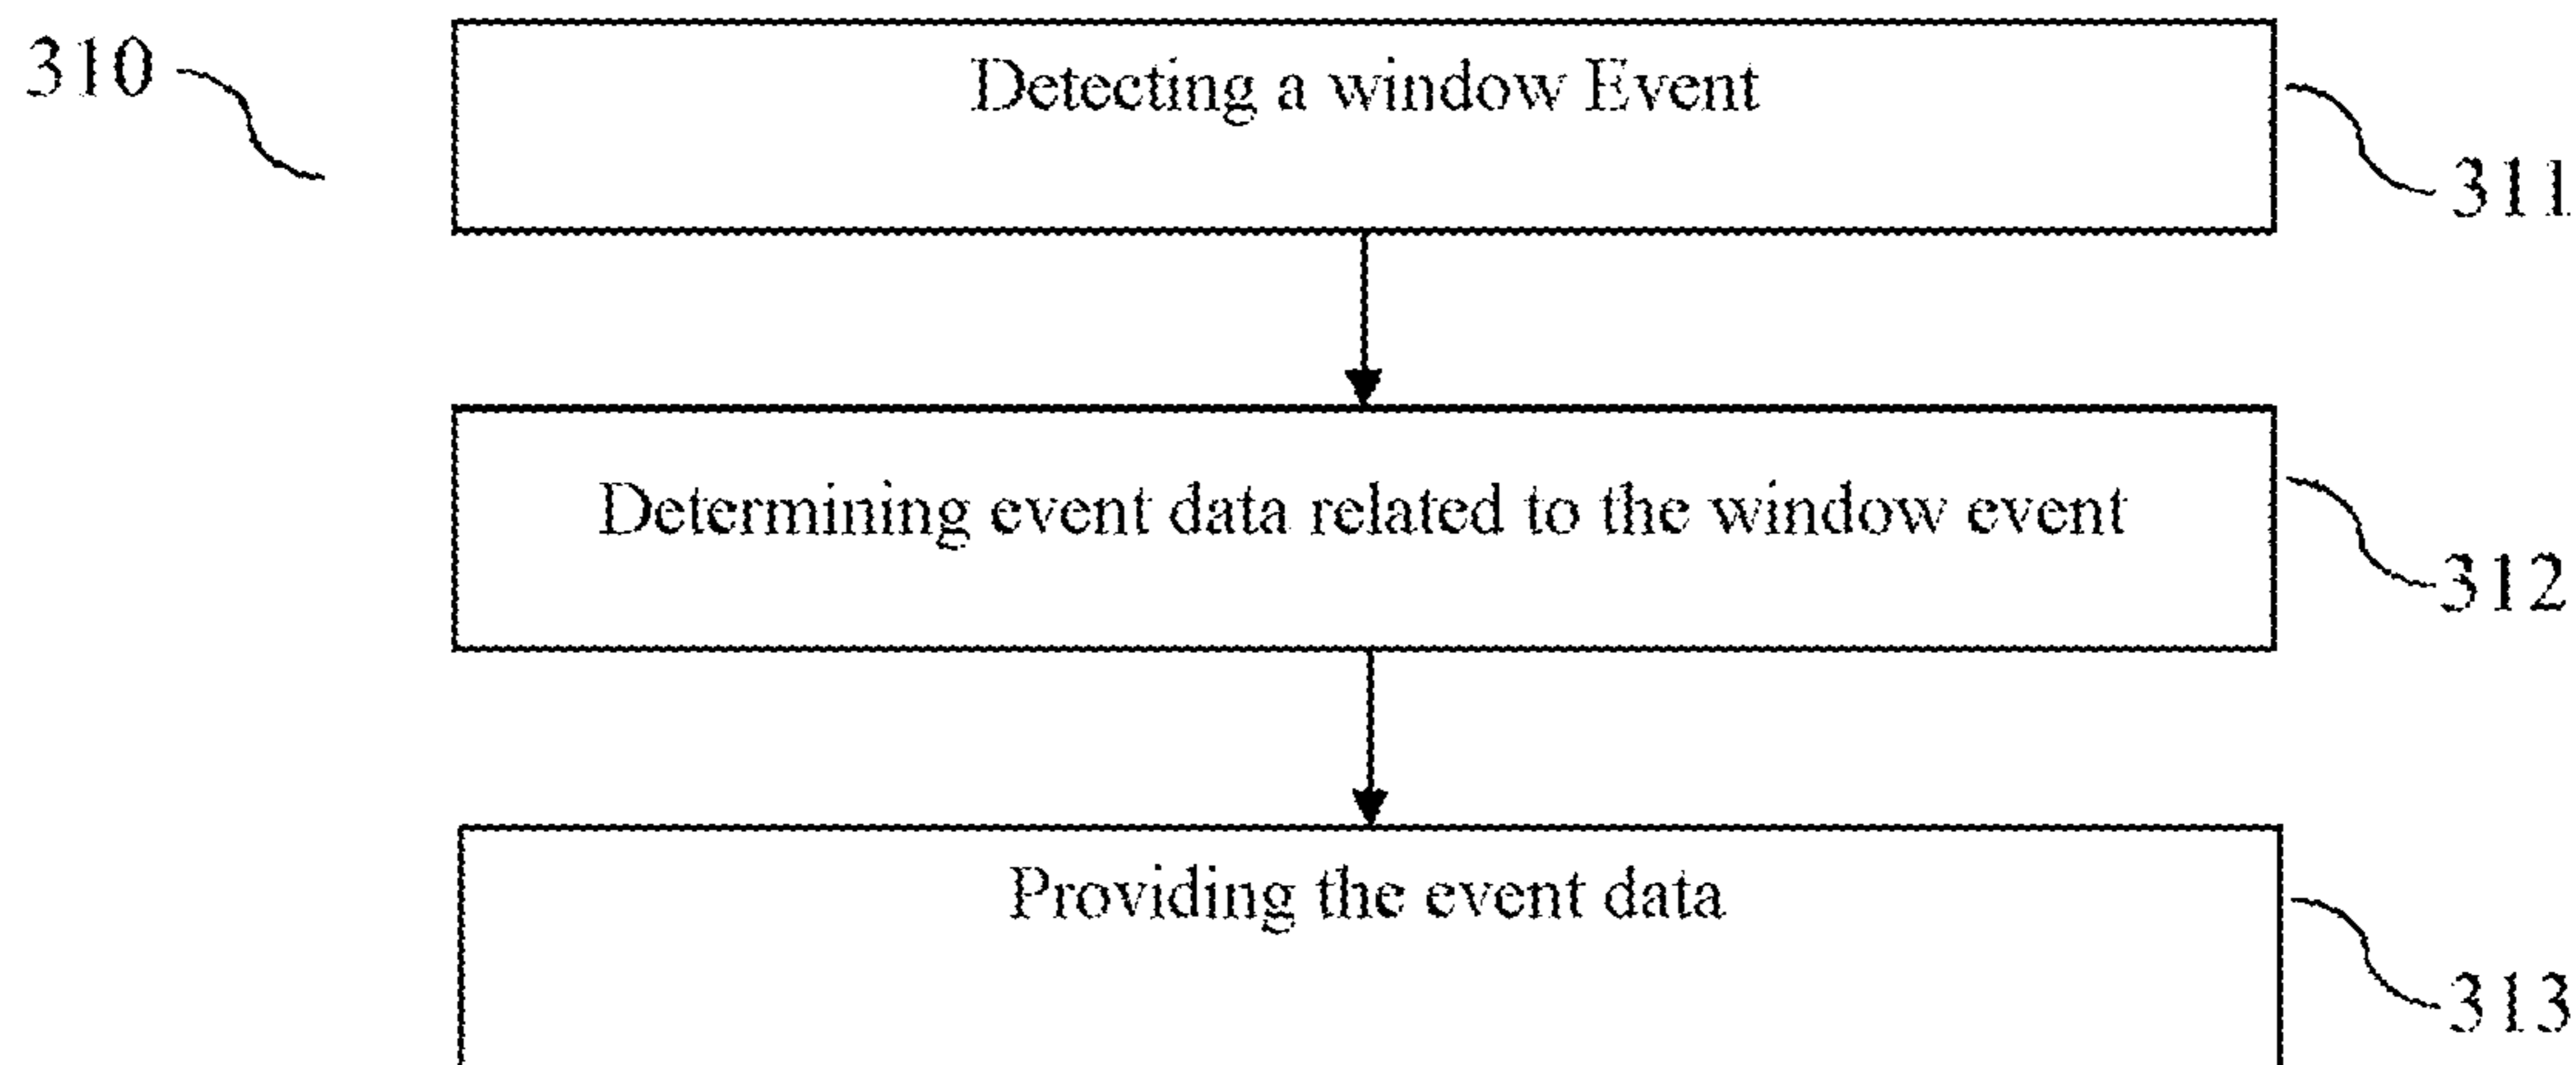 310
Detecting a window Event
311
Determining event data related to the window event
312
Providing the event data
313